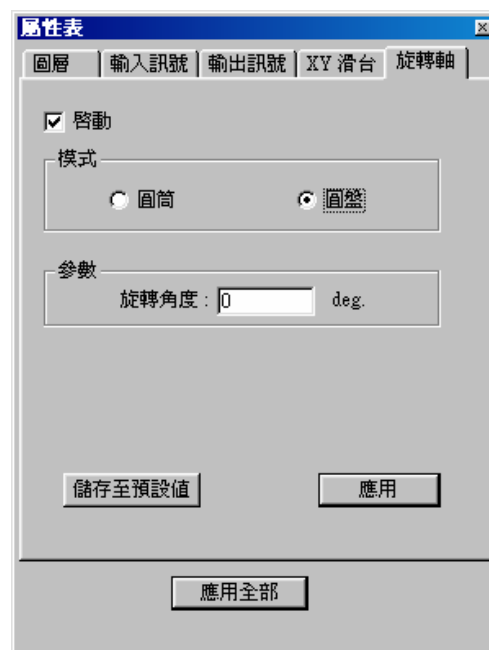 屬性表
圖層 輸入訊號 輸出訊號 XY 滑台 旋轉軸
啓動
模式
圓筒 圓盤
參數
旋轉角度 : 0 deg.
儲存至預設值 應用
應用全部